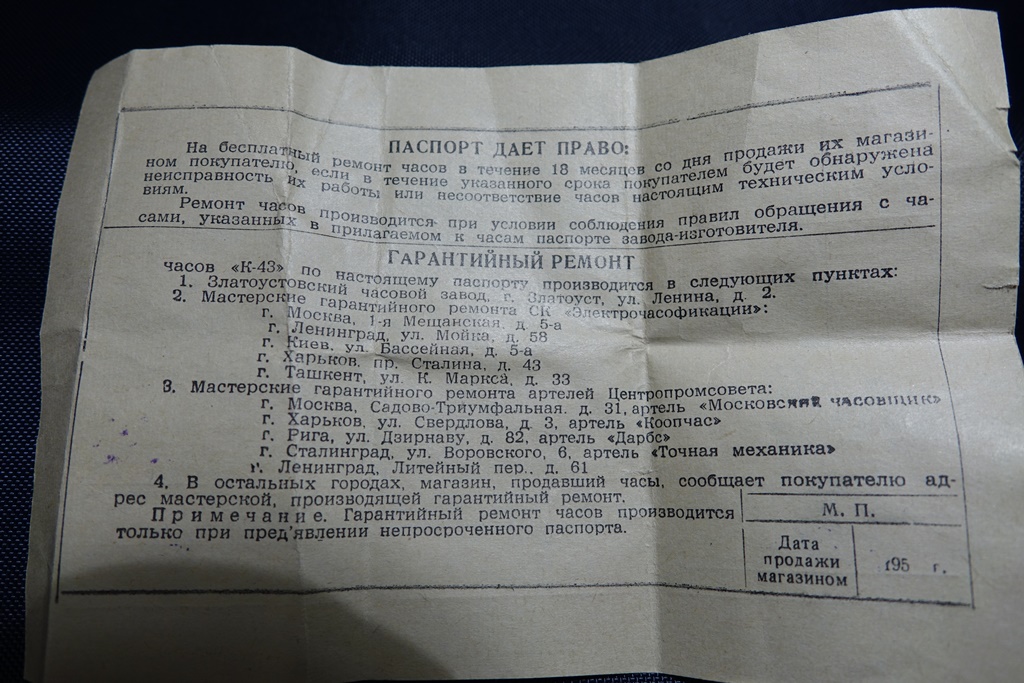 ПАСПОРТ ДАЕТ ПРАВО:
На бесплатный ремонт часов в течение 18 месяцев со дня продажи их магази-
ном покупателю, если в течение указанного срока покупателем будет обнаружена
неисправность их работы или несоответствие часов настоящим техническим усло-
виям.
Ремонт часов производится при условии соблюдения правил обращения с ча-
сами, указанных в прилагаемом к часам паспорте завода-изготовителя.
ГАРАНТИЙНЫЙ РЕМОНТ
часов «К-43» по настоящему паспорту производится в следующих пунктах:
1. Златоустовский часовой завод, г. Златоуст, ул. Ленина, д. 2.
2. Мастерские гарантийного ремонта СК «Электрочасофикации»:
г. Москва, 1-я Мещанская, д. 5-а
г. Ленинград, ул. Мойка, д. 58
г. Киев, ул. Бассейная, д. 5-а
г. Харьков, пр. Сталина, д. 43
г. Ташкент, ул. К. Маркса, д. 33
3. Мастерские гарантийного ремонта артелей Центропромсовета:
г. Москва, Садово-Триумфальная. д. 31, артель «Московский часовщик»
г. Харьков, ул. Свердлова, д. 3, артель «Коопчас»
г. Рига, ул. Дзирнаву, д. 82, артель «Дарбс»
г. Сталинград, ул. Воровского, 6, артель «Точная механика»
г. Ленинград, Литейный пер., д. 61
4. В остальных городах, магазин, продавший часы, сообщает покупателю ад-
рес мастерской, производящей гарантийный ремонт.
Примечание. Гарантийный ремонт часов производится
только при пред'явлении непросроченного паспорта.
М. П.
Дата
продажи
магазином
195 г.